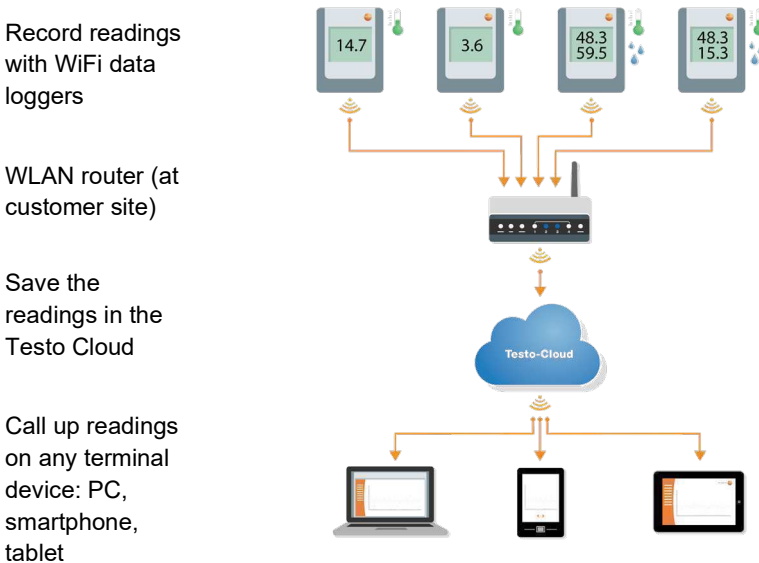 Record readings
with WiFi data
loggers
14.7
3.6
48.3
59.5
48.3
15.3
WLAN router (at
customer site)
Save the
readings in the
Testo Cloud
Testo-Cloud
Call up readings
on any terminal
device: PC,
smartphone,
tablet